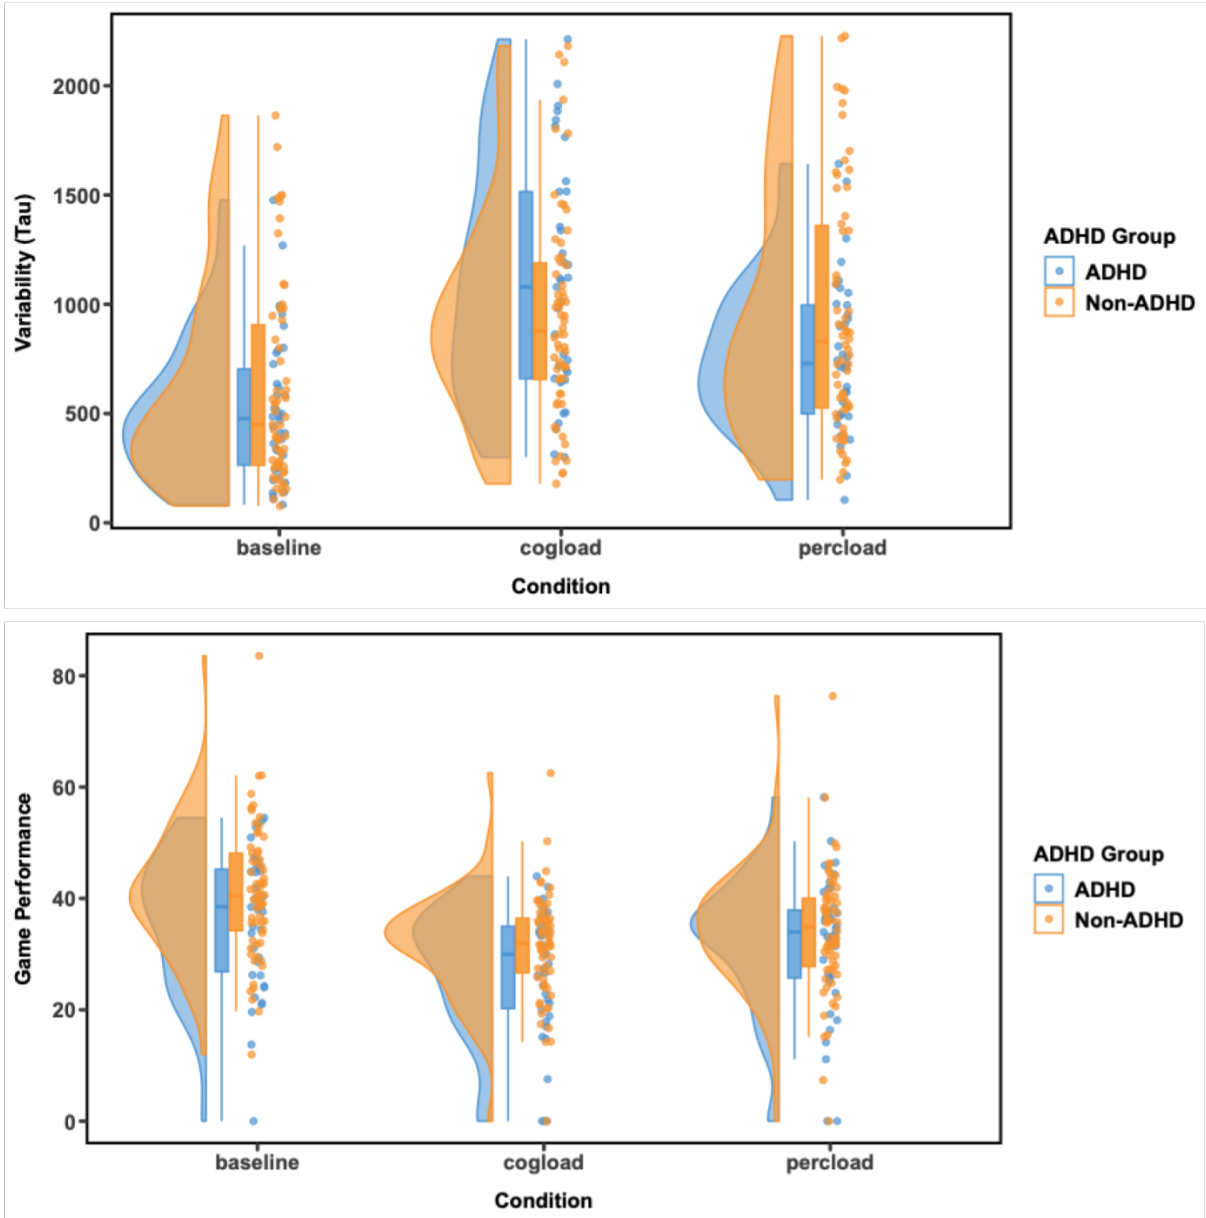 Variability (Tau)
2000
1500
1000
500
0
baseline cogload percload
Condition
ADHD Group
ADHD
Non-ADHD
Game Performance
80
60
40
20
0
baseline cogload percload
Condition
ADHD Group
ADHD
Non-ADHD